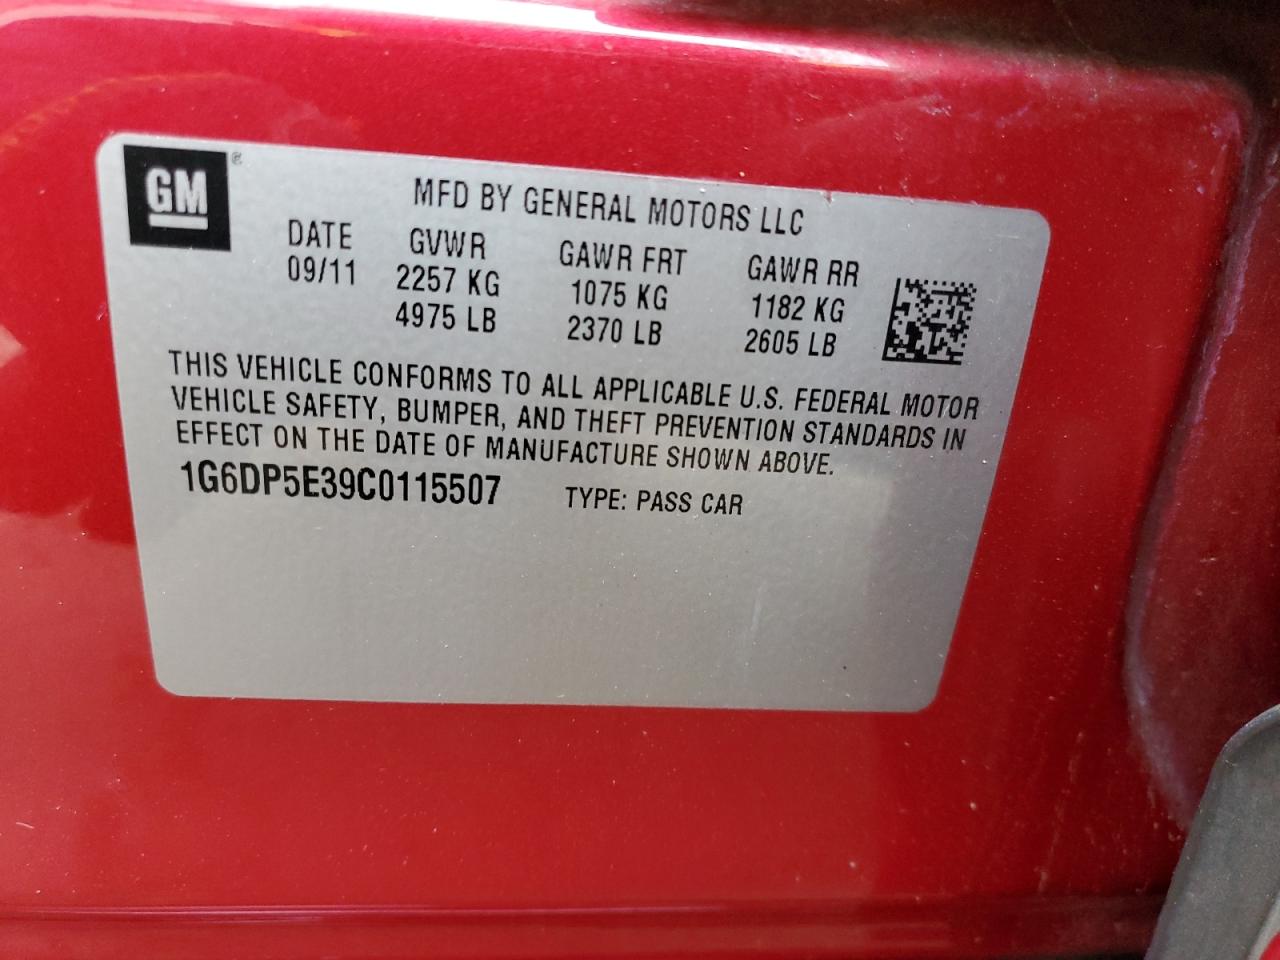 GM®
MFD BY GENERAL MOTORS LLC
DATE GVWR GAWR FRT GAWR RR
09/11 2257 KG 1075 KG 1182 KG
4975 LB 2370 LB 2605 LB
THIS VEHICLE CONFORMS TO ALL APPLICABLE U.S. FEDERAL MOTOR
VEHICLE SAFETY, BUMPER, AND THEFT PREVENTION STANDARDS IN
EFFECT ON THE DATE OF MANUFACTURE SHOWN ABOVE.
1G6DP5E39C0115507 TYPE: PASS CAR